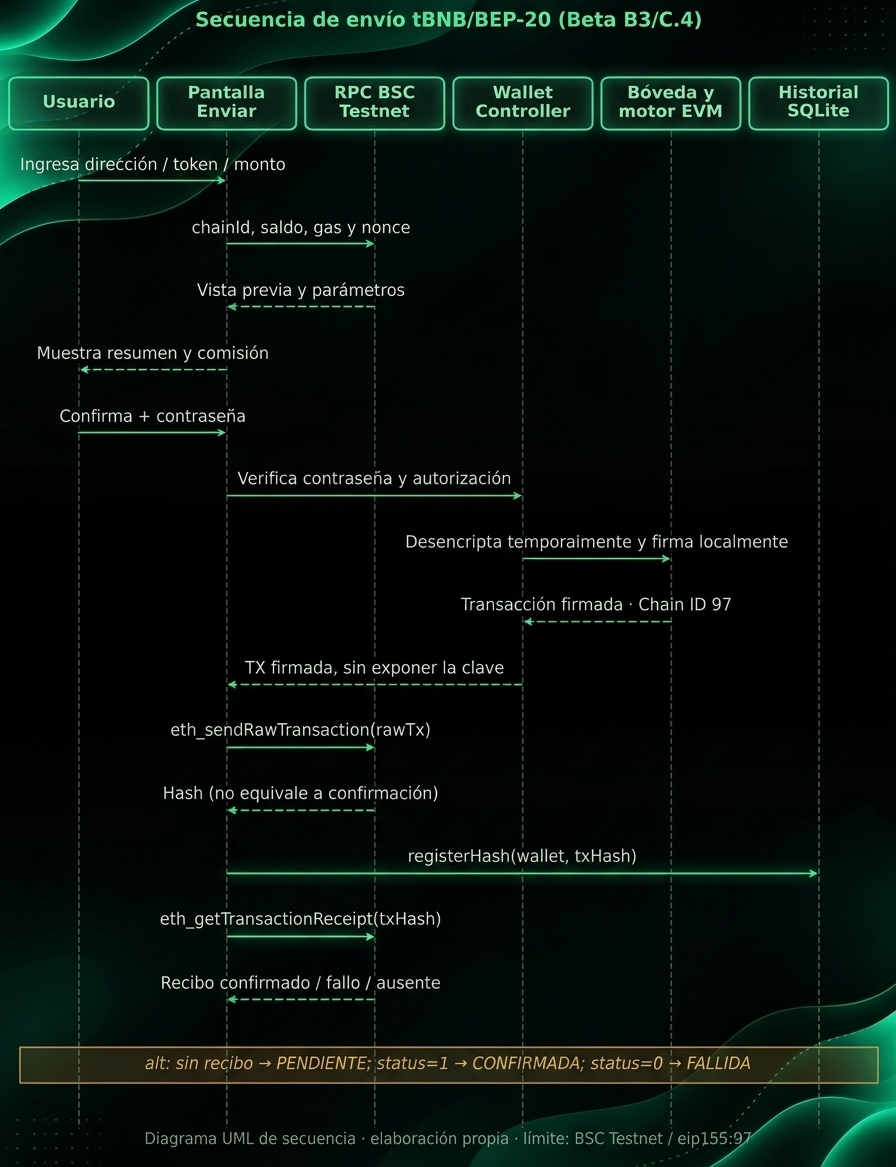 Secuencia de envío tBNB/BEP-20 (Beta B3/C.4)
Usuario
Pantalla
Enviar
RPC BSC
Testnet
Wallet
Controller
Bóveda y
motor EVM
Historial
SQLite
Ingresa dirección / token / monto
chainId, saldo, gas y nonce
Vista previa y parámetros
Muestra resumen y comisión
Confirma + contraseña
Verifica contraseña y autorización
Desencripta temporaimente y firma localmente
Transacción firmada · Chain ID 97
TX firmada, sin exponer la clave
eth_sendRawTransaction(rawTx)
Hash (no equivale a confirmación)
registerHash(wallet, txHash)
eth_getTransactionReceipt(txHash)
Recibo confirmado / fallo / ausente
alt: sin recibo → PENDIENTE; status=1 → CONFIRMADA; status=0 → FALLIDA
Diagrama UML de secuencia · elaboración propia · límite: BSC Testnet / eip155:97